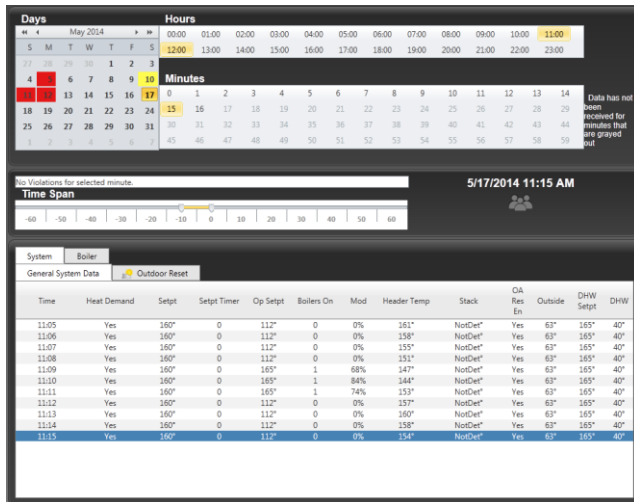 Days
Hours
May 2014
00:00 01:00 02:00 03:00 04:00 05:00 06:00 07:00 08:00 09:00 10:00 11:00
S M T W T F S
12:00 13:00 14:00 15:00 16:00 17:00 18:00 19:00 20:00 21:00 22:00 23:00
27 28 29 30 1 2 3
4 5 6 7 8 9 10
11 12 13 14 15 16 17
18 19 20 21 22 23 24
25 26 27 28 29 30 31
1 2 3 4 5 6 7
Minutes
0 1 2 3 4 5 6 7 8 9 10 11 12 13 14
15 16 17 18 19 20 21 22 23 24 25 26 27 28 29
30 31 32 33 34 35 36 37 38 39 40 41 42 43 44
45 46 47 48 49 50 51 52 53 54 55 56 57 58 59
Data has not
been
received for
minutes that
are grayed
out
No Violations for selected minute.
Time Span
-60 -50 -40 -30 -20 -10 0 10 20 30 40 50 60
5/17/2014 11:15 AM
System Boiler
General System Data Outdoor Reset
Time Heat Demand Setpt Setpt Timer Op Setpt Boilers On Mod Header Temp Stack OA Res En Outside DHW Setpt DHW
11:05 Yes 160° 0 112° 0 0% 161° NotDet° Yes 63° 165° 40°
11:06 Yes 160° 0 112° 0 0% 158° NotDet° Yes 63° 165° 40°
11:07 Yes 160° 0 112° 0 0% 155° NotDet° Yes 63° 165° 40°
11:08 Yes 160° 0 112° 0 0% 151° NotDet° Yes 63° 165° 40°
11:09 Yes 160° 0 165° 1 68% 147° NotDet° Yes 63° 165° 40°
11:10 Yes 160° 0 165° 1 84% 144° NotDet° Yes 63° 165° 40°
11:11 Yes 160° 0 165° 1 74% 153° NotDet° Yes 63° 165° 40°
11:12 Yes 160° 0 112° 0 0% 157° NotDet° Yes 63° 165° 40°
11:13 Yes 160° 0 112° 0 0% 160° NotDet° Yes 63° 165° 40°
11:14 Yes 160° 0 112° 0 0% 158° NotDet° Yes 63° 165° 40°
11:15 Yes 160° 0 112° 0 0% 154° NotDet° Yes 63° 165° 40°